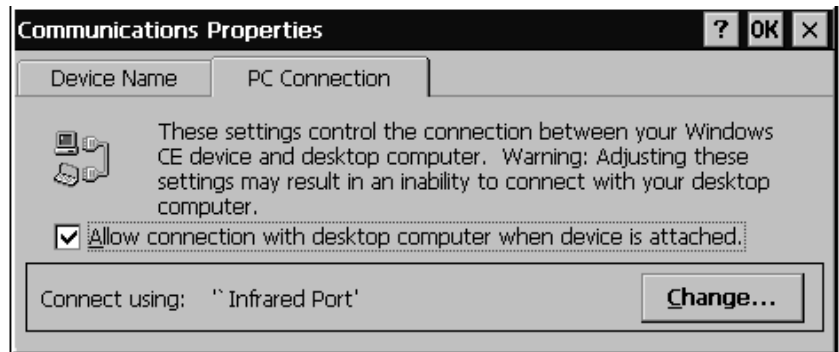 Communications Properties ? OK ×
Device Name PC Connection
These settings control the connection between your Windows
CE device and desktop computer. Warning: Adjusting these
settings may result in an inability to connect with your desktop
computer.
Allow connection with desktop computer when device is attached.
Connect using: '` Infrared Port' Change...